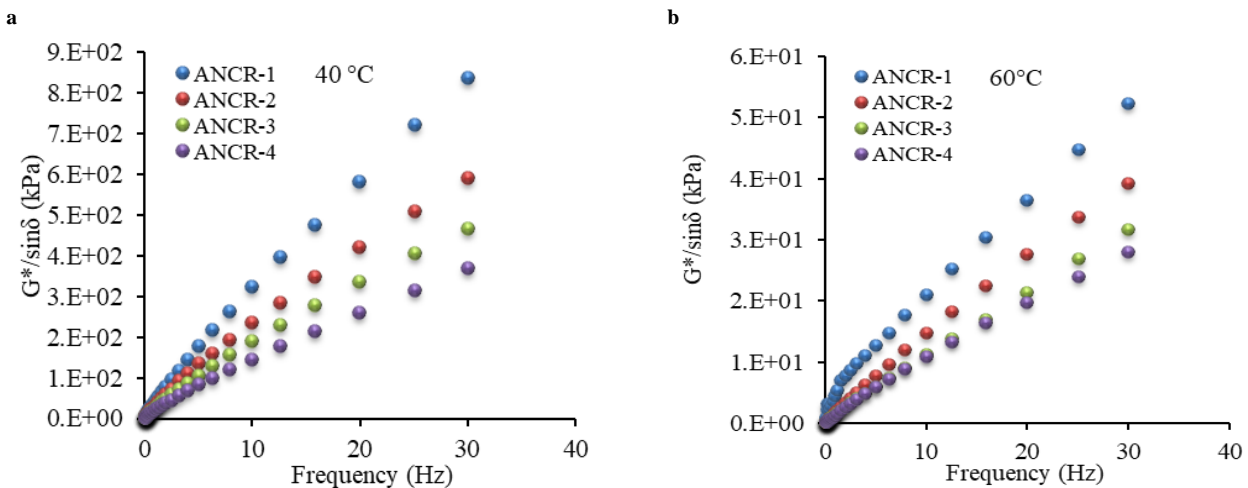 a
9.E+02
8.E+02
7.E+02
6.E+02
5.E+02
4.E+02
3.E+02
2.E+02
1.E+02
0.E+00
G*/sinδ (kPa)
ANCR-1
ANCR-2
ANCR-3
ANCR-4
40 °C
0
10
20
30
40
Frequency (Hz)
b
6.E+01
5.E+01
4.E+01
3.E+01
2.E+01
1.E+01
0.E+00
G*/sinδ (kPa)
ANCR-1
ANCR-2
ANCR-3
ANCR-4
60°C
0
10
20
30
40
Frequency (Hz)